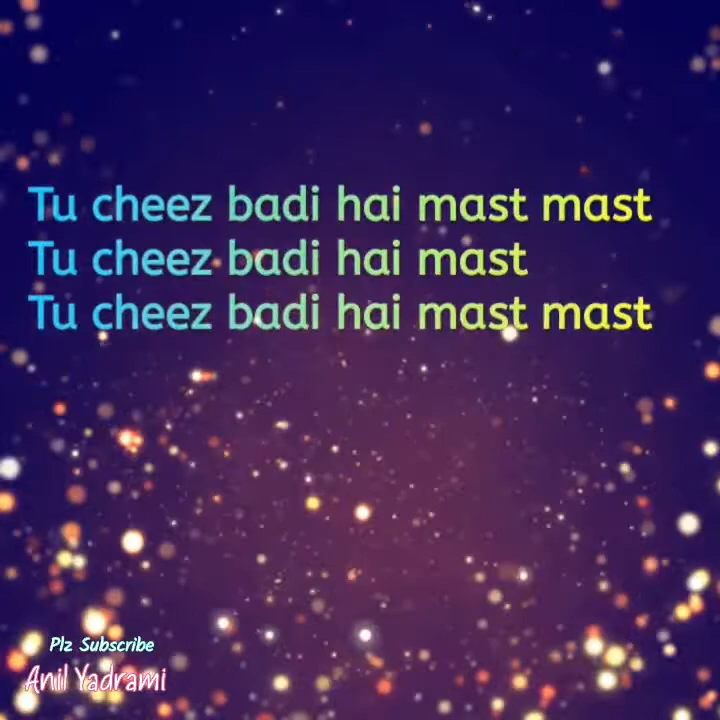 Tu cheez badi hai mast mast
Tu cheez badi hai mast
Tu cheez badi hai mast mast
Plz Subscribe
Anil Yadrami